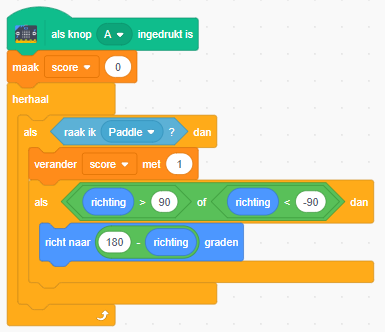 als knop A ingedrukt is
maak score 0
herhaal
als raak ik Paddle ? dan
verander score met 1
als richting > 90 of richting < -90 dan
richt naar 180 - richting graden